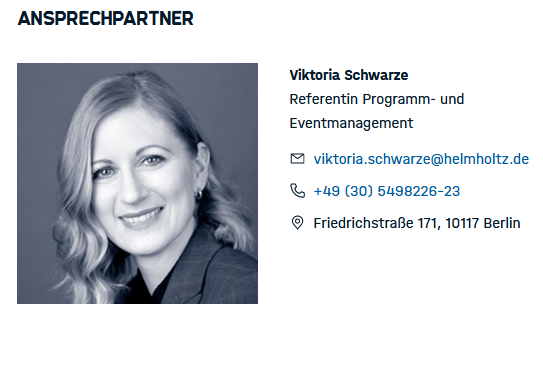 ANSPRECHPARTNER
Viktoria Schwarze
Referentin Programm- und
Eventmanagement
viktoria.schwarze@helmholtz.de
+49 (30) 5498226-23
Friedrichstraße 171, 10117 Berlin